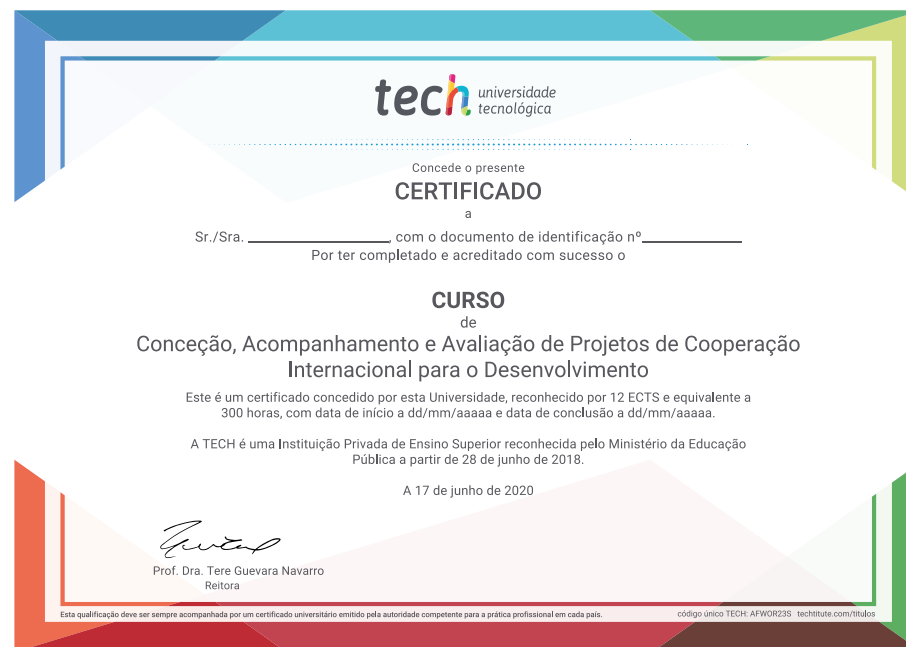 tech universidade
tecnológica
Concede o presente
CERTIFICADO
a
Sr./Sra. , com o documento de identificação nº
Por ter completado e acreditado com sucesso o
CURSO
de
Conceção, Acompanhamento e Avaliação de Projetos de Cooperação
Internacional para o Desenvolvimento
Este é um certificado concedido por esta Universidade, reconhecido por 12 ECTS e equivalente a
300 horas, com data de início a dd/mm/aaaaa e data de conclusão a dd/mm/aaaaa.
A TECH é uma Instituição Privada de Ensino Superior reconhecida pelo Ministério da Educação
Pública a partir de 28 de junho de 2018.
A 17 de junho de 2020
Prof. Dra. Tere Guevara Navarro
Reitora
Esta qualificação deve ser sempre acompanhada por um certificado universitário emitido pela autoridade competente para a prática profissional em cada país.
código único TECH: AFWOR23S techtitute.com/titulos